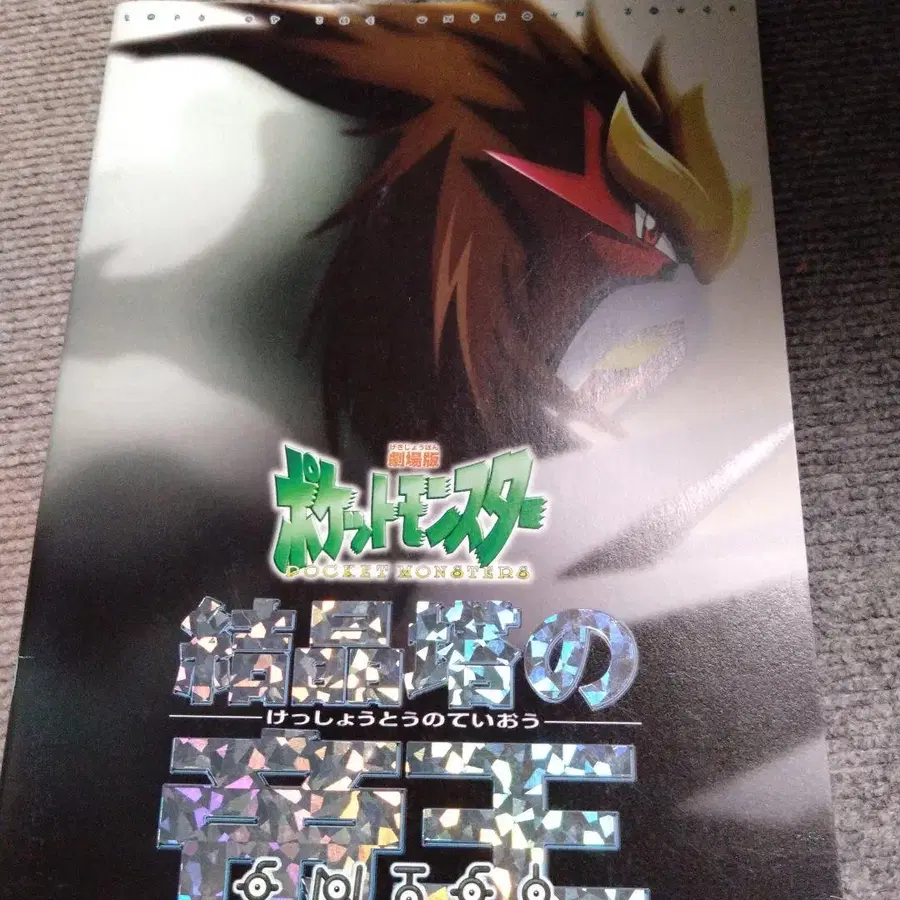 劇場版
げきじょうばん
ポケットモンスター
POCKET MONSTERS
結晶塔の
けっしょうとうのていおう
帝王
ENTEI